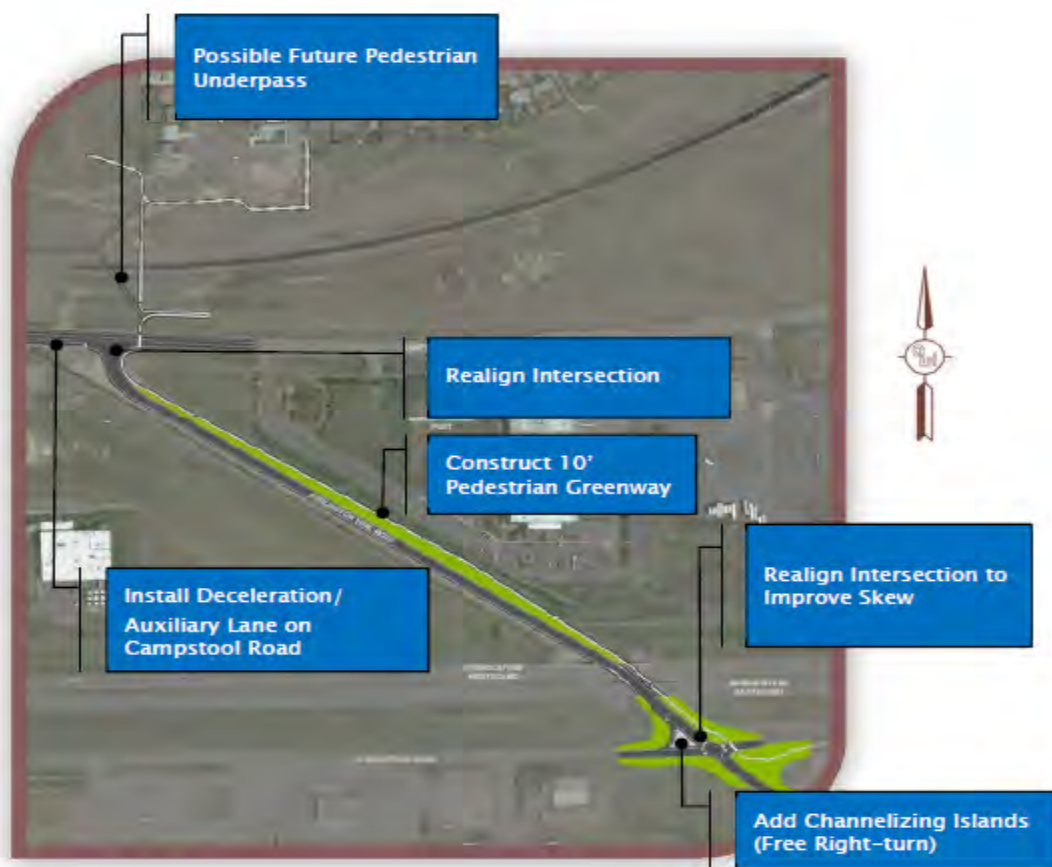 Possible Future Pedestrian
Underpass
Realign Intersection
Construct 10'
Pedestrian Greenway
Realign Intersection to
Improve Skew
Install Deceleration/
Auxiliary Lane on
Campstool Road
Add Channelizing Islands
(Free Right-turn)